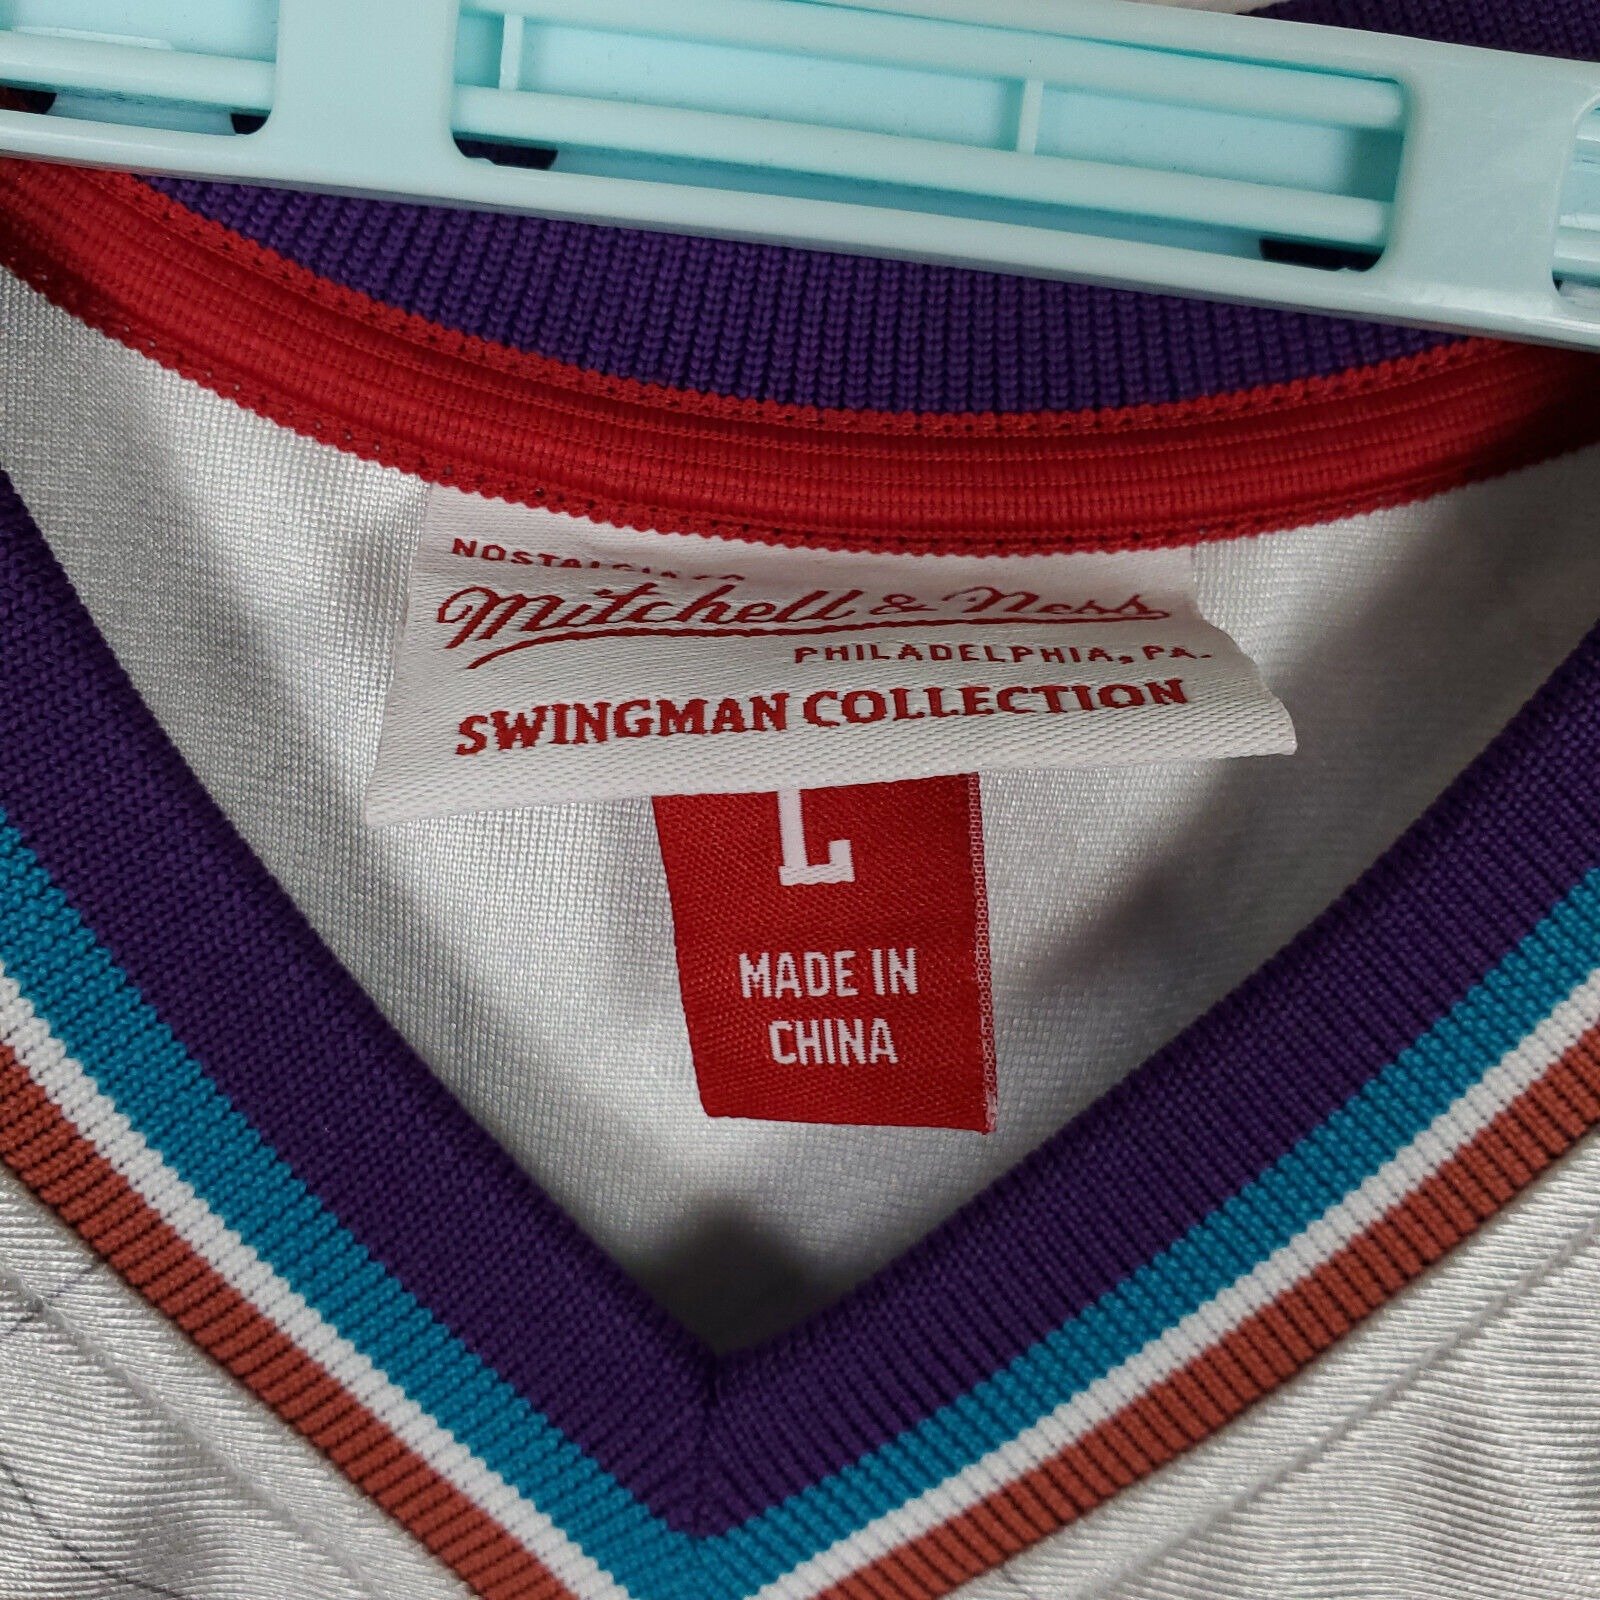 Mitchell & Ness
PHILADELPHIA, PA.
SWINGMAN COLLECTION
L
MADE IN
CHINA